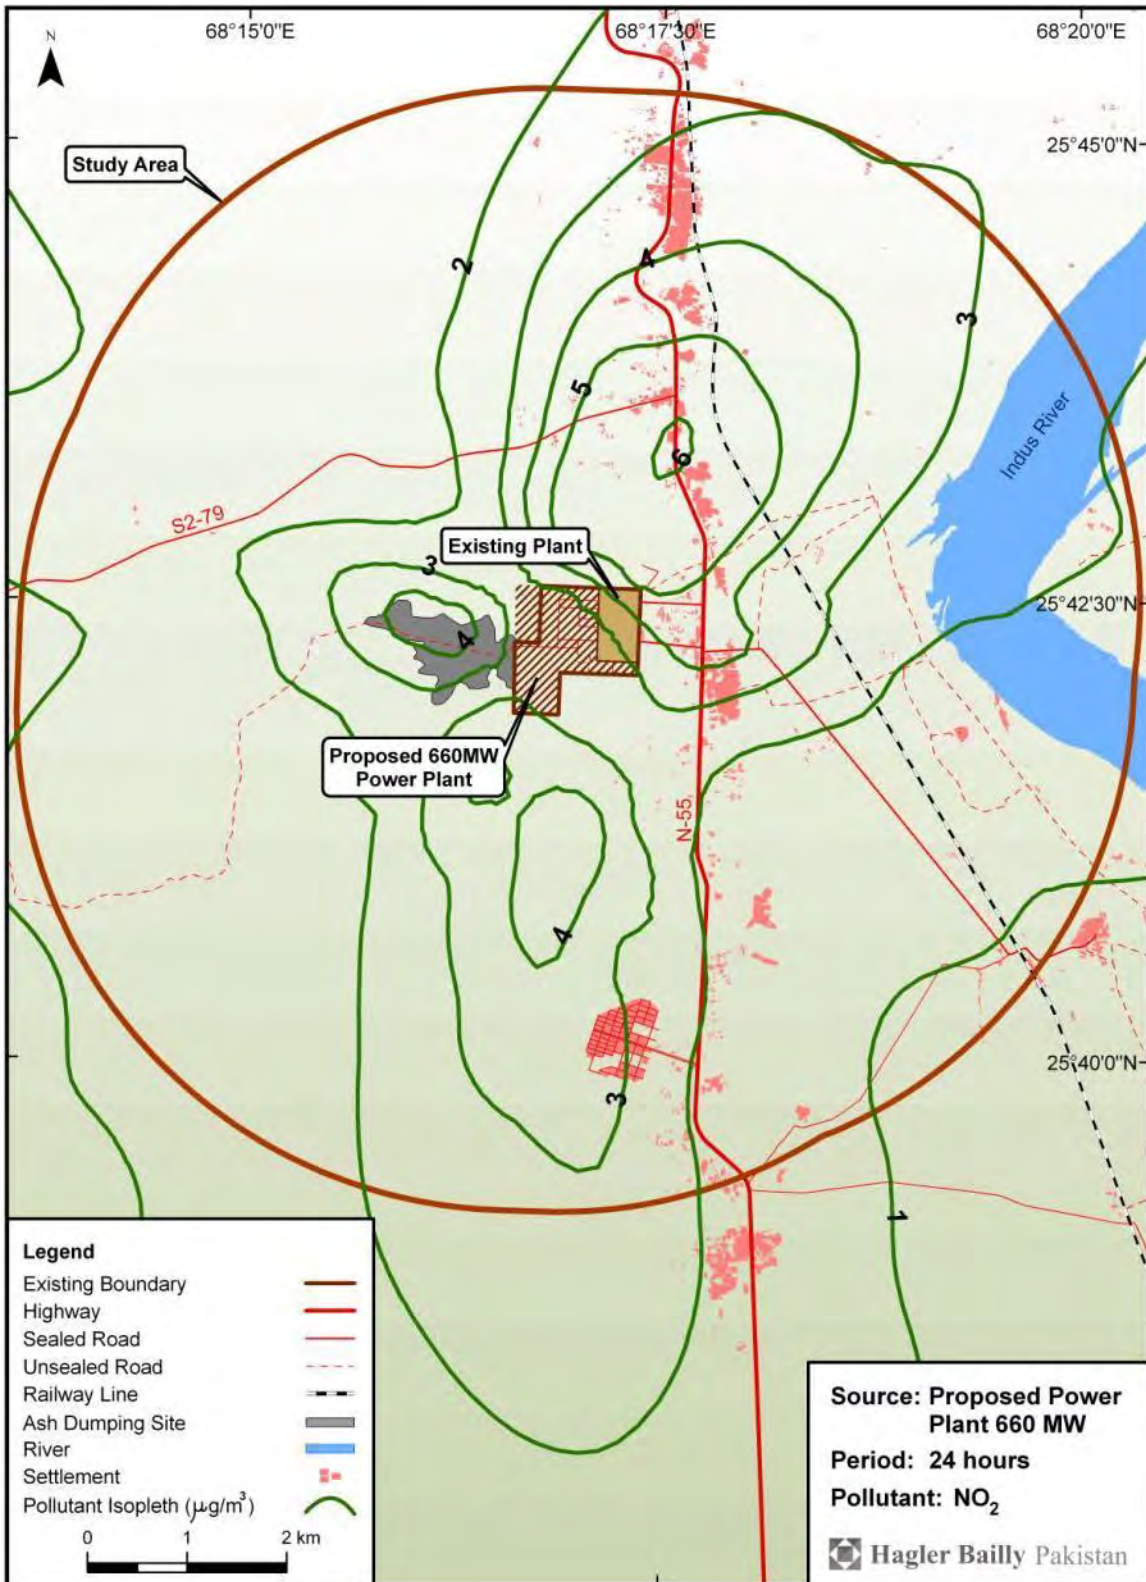 68°15'0"E
68°17'30"E
68°20'0"E
N
25°45'0"N
Study Area
2
4
3
5
Indus River
6
S2-79
Existing Plant
3
25°42'30"N
4
Proposed 660MW
Power Plant
N-55
4
25°40'0"N
3
1
Legend
Existing Boundary
Highway
Sealed Road
Unsealed Road
Railway Line
Ash Dumping Site
River
Settlement
Pollutant Isopleth (μg/m³)
0 1 2 km
Source: Proposed Power
Plant 660 MW
Period: 24 hours
Pollutant: NO₂
Hagler Bailly Pakistan